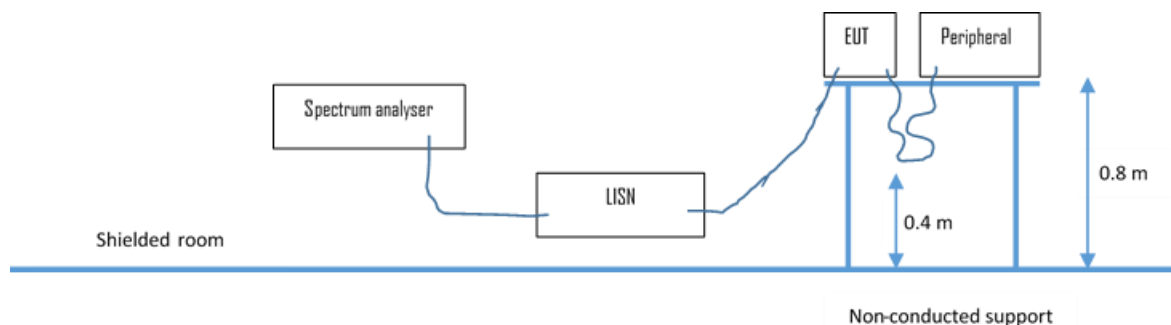 EUT
Peripheral
Spectrum analyser
LISN
0.8 m
0.4 m
Shielded room
Non-conducted support